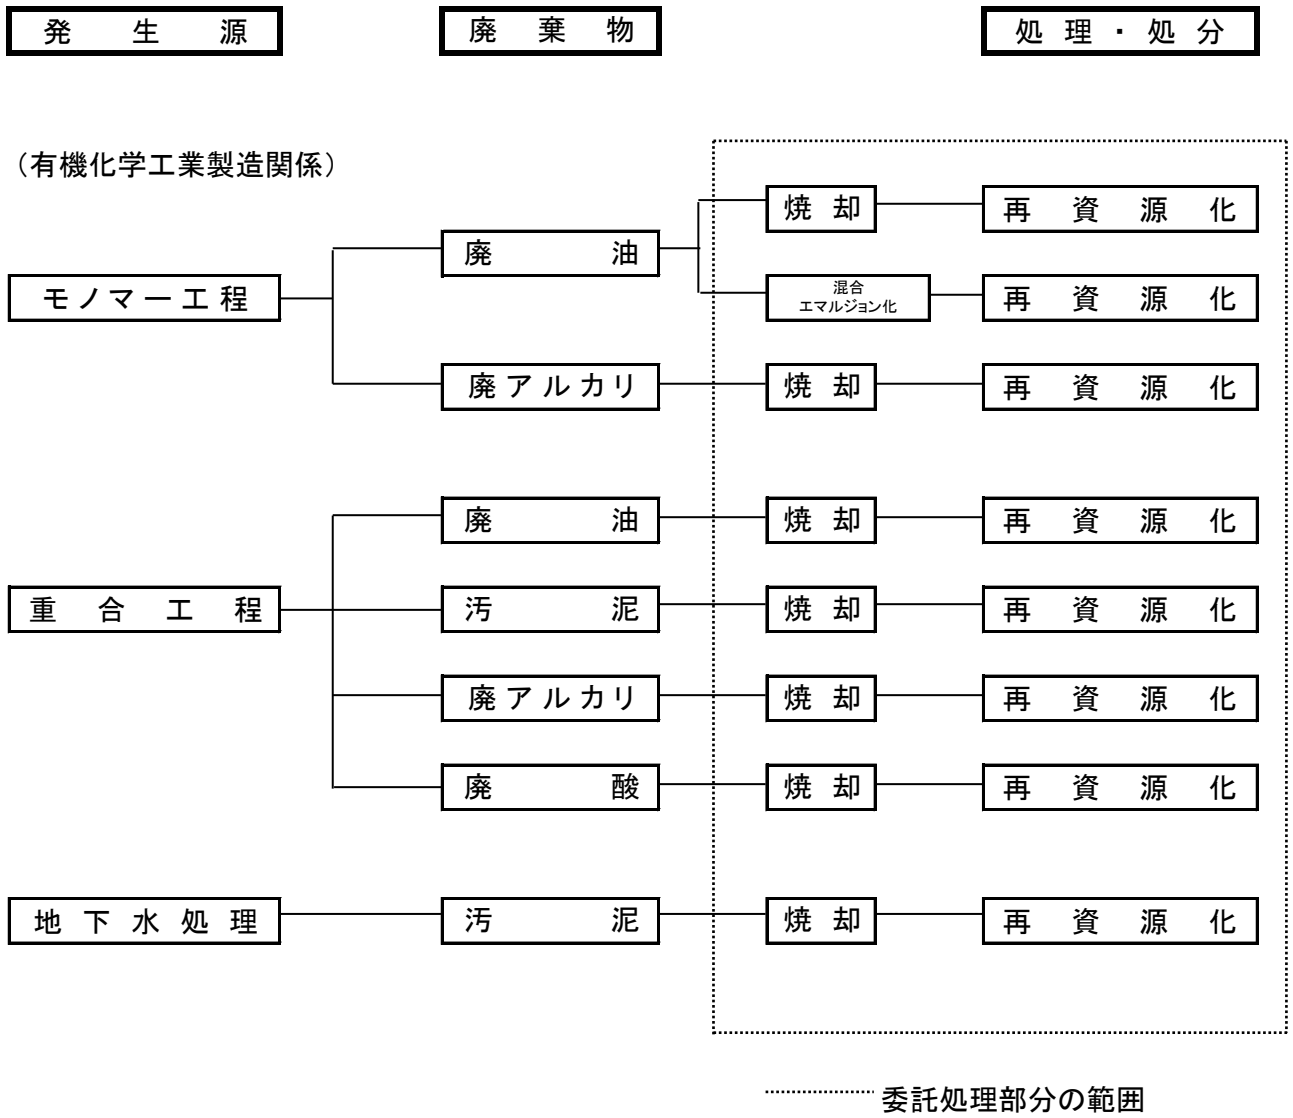 発生源 廃棄物 処理・処分
（有機化学工業製造関係）
焼却 再資源化
廃油
モノマー工程 混合 再資源化
エマルジョン化
廃アルカリ 焼却 再資源化
廃油 焼却 再資源化
重合工程 汚泥 焼却 再資源化
廃アルカリ 焼却 再資源化
廃酸 焼却 再資源化
地下水処理 汚泥 焼却 再資源化
委託処理部分の範囲